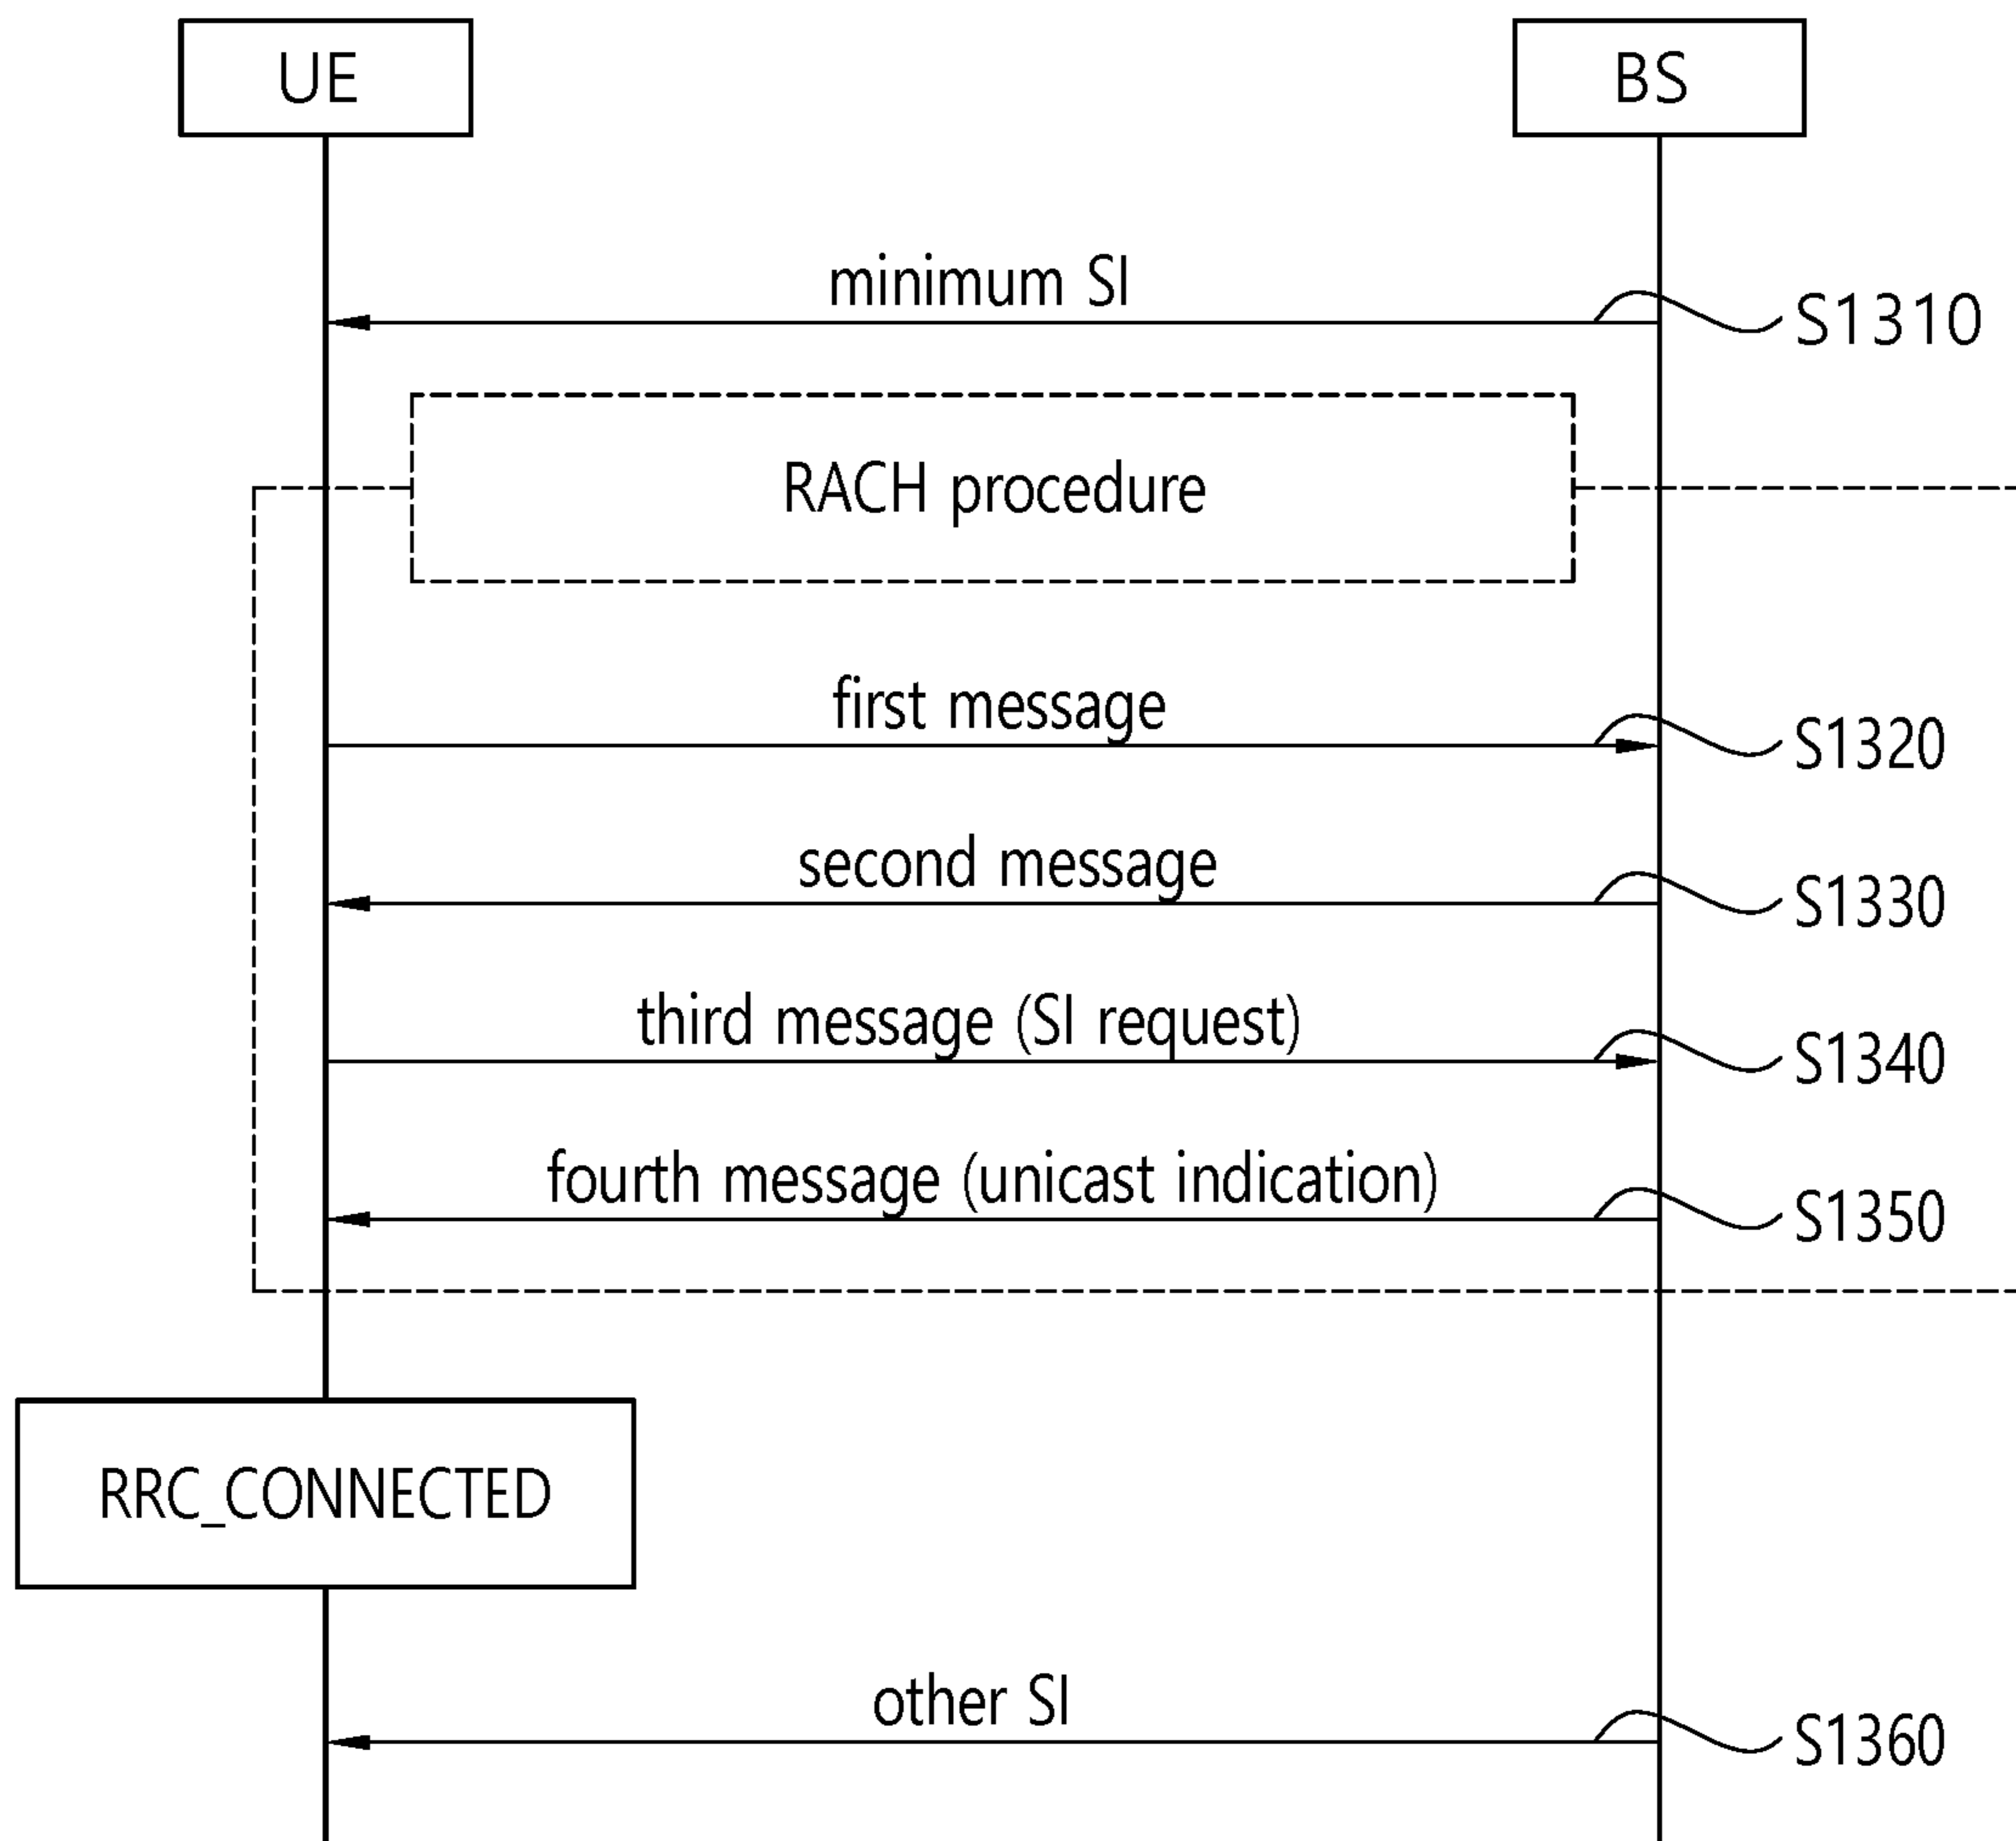 UE
BS
minimum SI
S1310
RACH procedure
first message
S1320
second message
S1330
third message (SI request)
S1340
fourth message (unicast indication)
S1350
RRC_CONNECTED
other SI
S1360